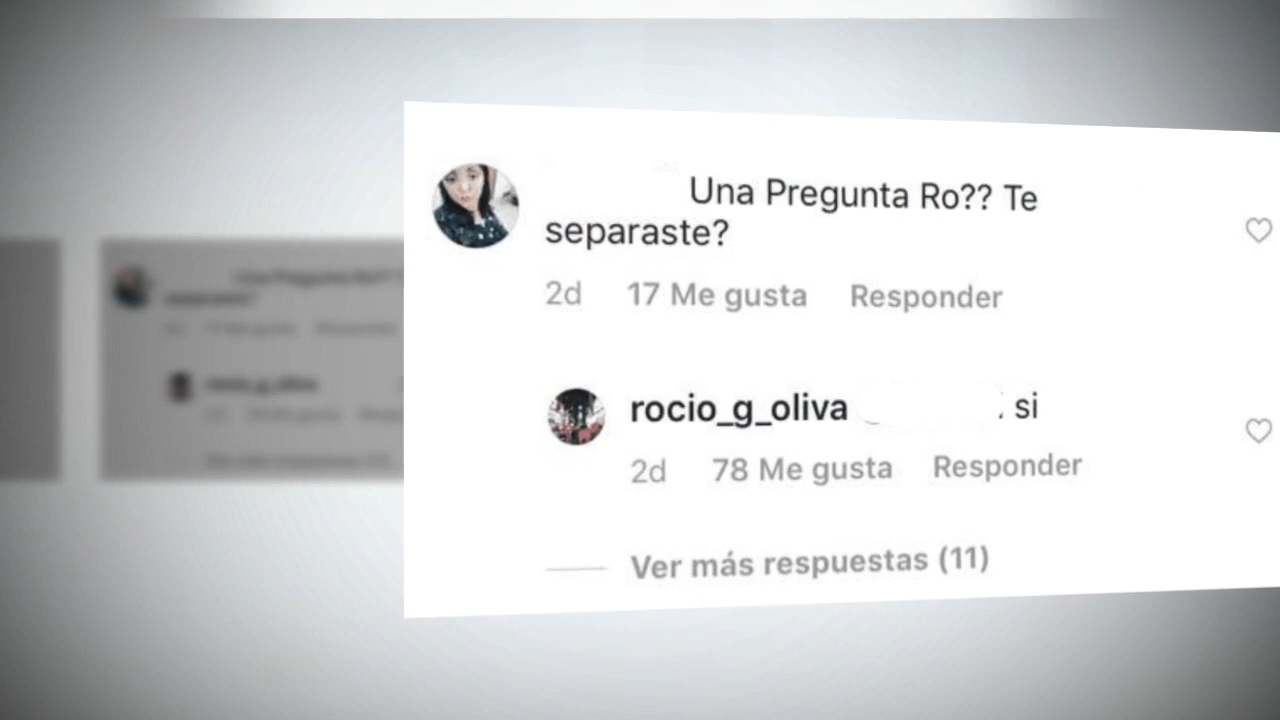 Una Pregunta Ro?? Te
separaste?
2d 17 Me gusta Responder
rocio_g_oliva si
2d 78 Me gusta Responder
Ver más respuestas (11)